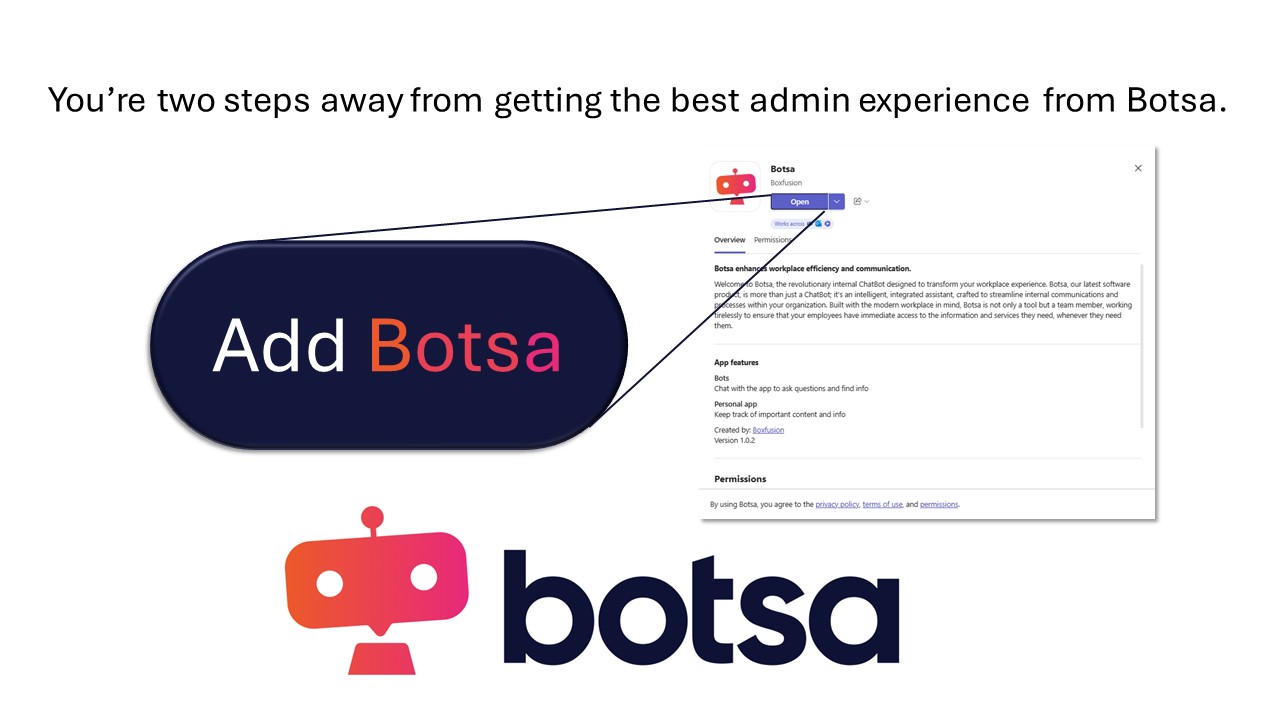 You're two steps away from getting the best admin experience from Botsa.
Add Botsa
Botsa
Boxfusion
Open
Works across
Overview Permissions
Botsa enhances workplace efficiency and communication.
Welcome to Botsa, the revolutionary internal ChatBot designed to transform your workplace experience. Botsa, our latest software
product, is more than just a ChatBot; it's an intelligent, integrated assistant, crafted to streamline internal communications and
processes within your organization. Built with the modern workplace in mind, Botsa is not only a tool but a team member, working
tirelessly to ensure that your employees have immediate access to the information and services they need, whenever they need
them.
App features
Bots
Chat with the app to ask questions and find info
Personal app
Keep track of important content and info
Created by: Boxfusion
Version 1.0.2
Permissions
By using Botsa, you agree to the privacy policy, terms of use, and permissions.
botsa